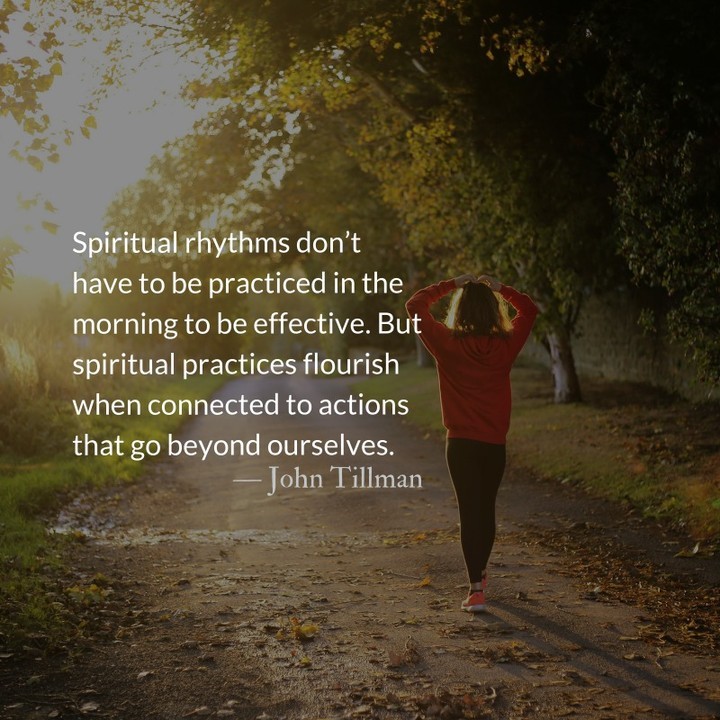 Spiritual rhythms don’t
have to be practiced in the
morning to be effective. But
spiritual practices flourish
when connected to actions
that go beyond ourselves.
— John Tillman